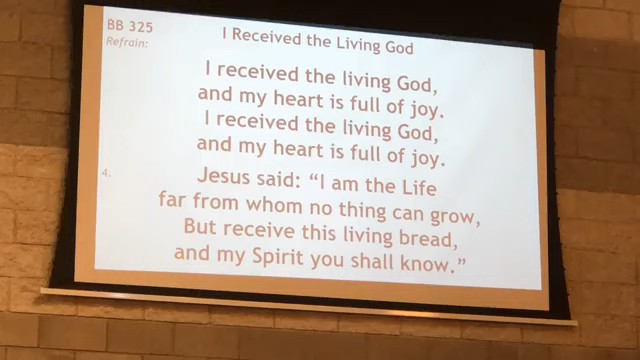 BB 325
I Received the Living God
Refrain:
I received the living God,
and my heart is full of joy.
I received the living God,
and my heart is full of joy.
4.
Jesus said: “I am the Life
far from whom no thing can grow,
But receive this living bread,
and my Spirit you shall know.”